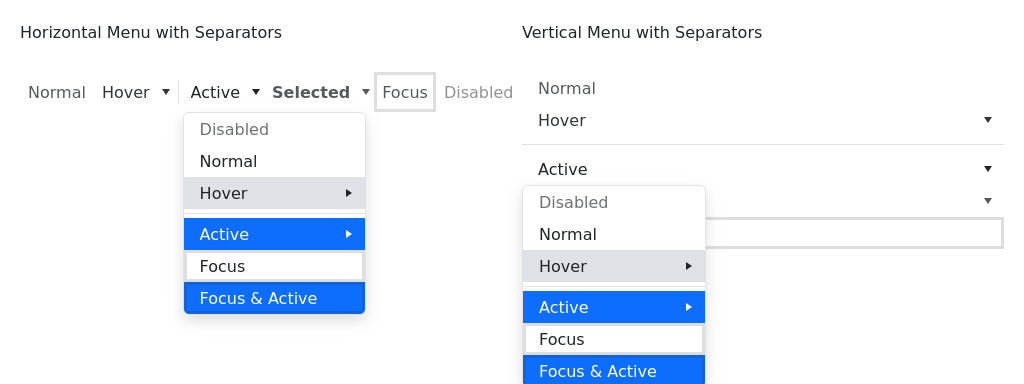 Horizontal Menu with Separators
Normal Hover Active Selected Focus Disabled
Disabled
Normal
Hover
Active
Focus
Focus & Active
Vertical Menu with Separators
Normal
Hover
Active
Disabled
Normal
Hover
Active
Focus
Focus & Active